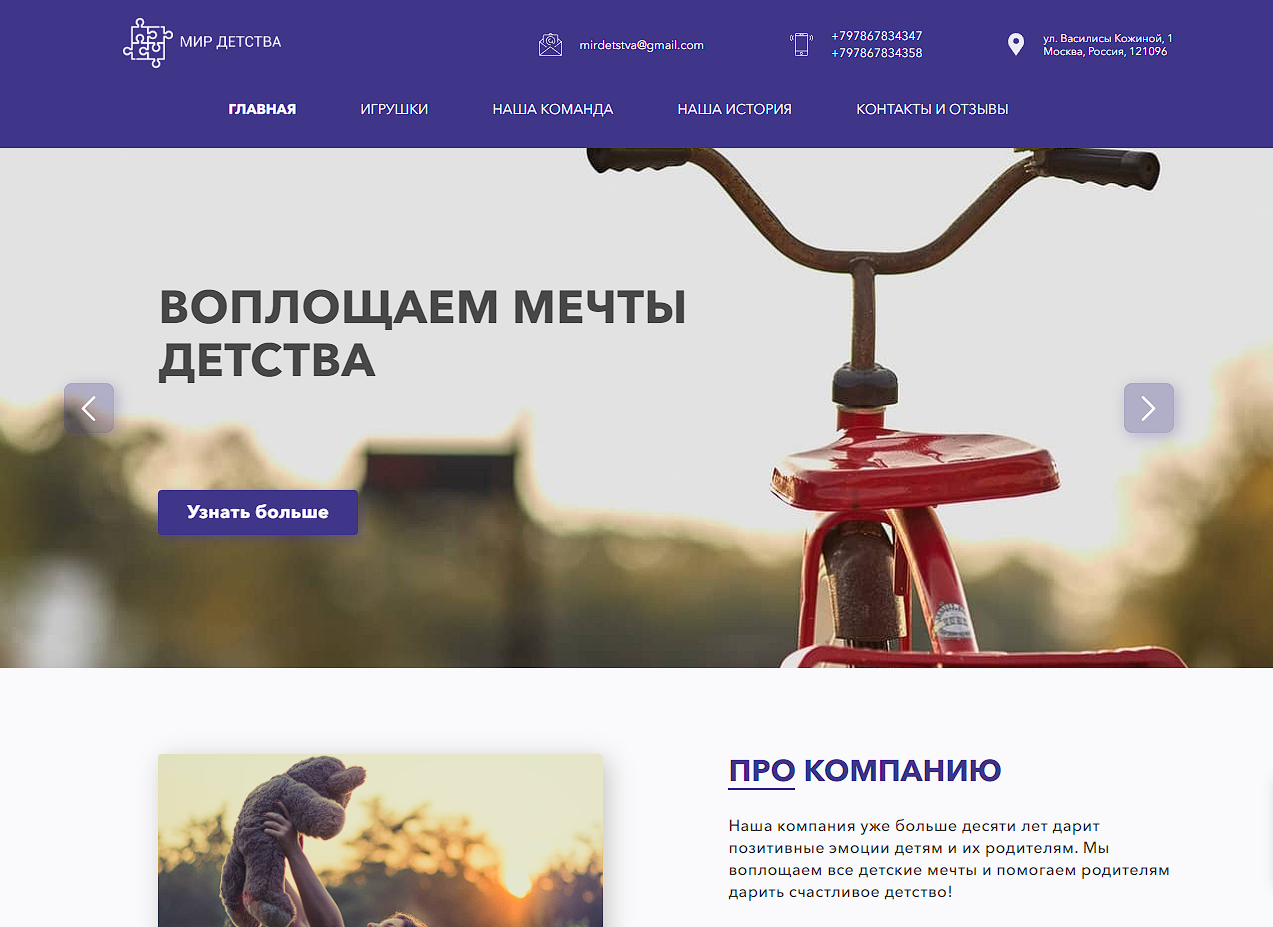 МИР ДЕТСТВА
mirdetstva@gmail.com
+797867834347
+797867834358
ул. Василисы Кожиной, 1
Москва, Россия, 121096
ГЛАВНАЯ
ИГРУШКИ
НАША КОМАНДА
НАША ИСТОРИЯ
КОНТАКТЫ И ОТЗЫВЫ
ВОПЛОЩАЕМ МЕЧТЫ
ДЕТСТВА
Узнать больше
ПРО КОМПАНИЮ
Наша компания уже больше десяти лет дарит
позитивные эмоции детям и их родителям. Мы
воплощаем все детские мечты и помогаем родителям
дарить счастливое детство!